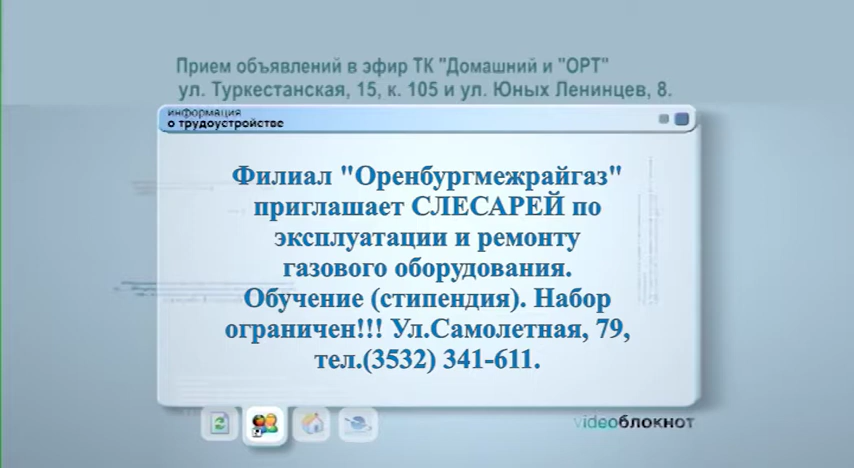 Прием объявлений в эфир ТК "Домашний и "ОРТ"
ул. Туркестанская, 15, к. 105 и ул. Юных Ленинцев, 8.
информация
о трудоустройстве
Филиал "Оренбургмежрайгаз"
приглашает СЛЕСАРЕЙ по
эксплуатации и ремонту
газового оборудования.
Обучение (стипендия). Набор
ограничен!!! Ул.Самолетная, 79,
тел.(3532) 341-611.
videoблокнот